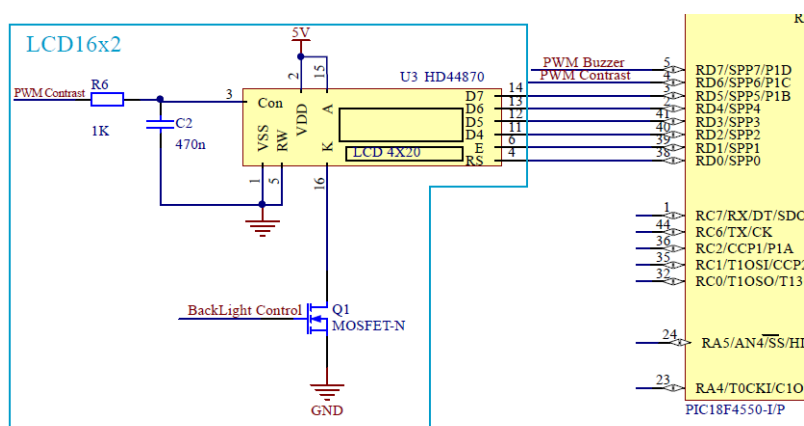 LCD16x2
5V
PWM Contrast
R6
1K
C2
470n
3
2
15
U3 HD44870
Con
VDD
A
VSS
RW
K
LCD 4X20
D7
D6
D5
D4
E
RS
14
13
12
11
6
4
1
5
16
BackLight Control
Q1
MOSFET-N
GND
PWM Buzzer
PWM Contrast
5
4
3
2
41
40
39
38
RD7/SPP7/P1D
RD6/SPP6/P1C
RD5/SPP5/P1B
RD4/SPP4
RD3/SPP3
RD2/SPP2
RD1/SPP1
RD0/SPP0
1
44
36
35
32
RC7/RX/DT/SDO
RC6/TX/CK
RC2/CCP1/P1A
RC1/T1OSI/CCP2
RC0/T1OSO/T13
24
RA5/AN4/SS/HL
23
RA4/T0CKI/C1O
PIC18F4550-I/P